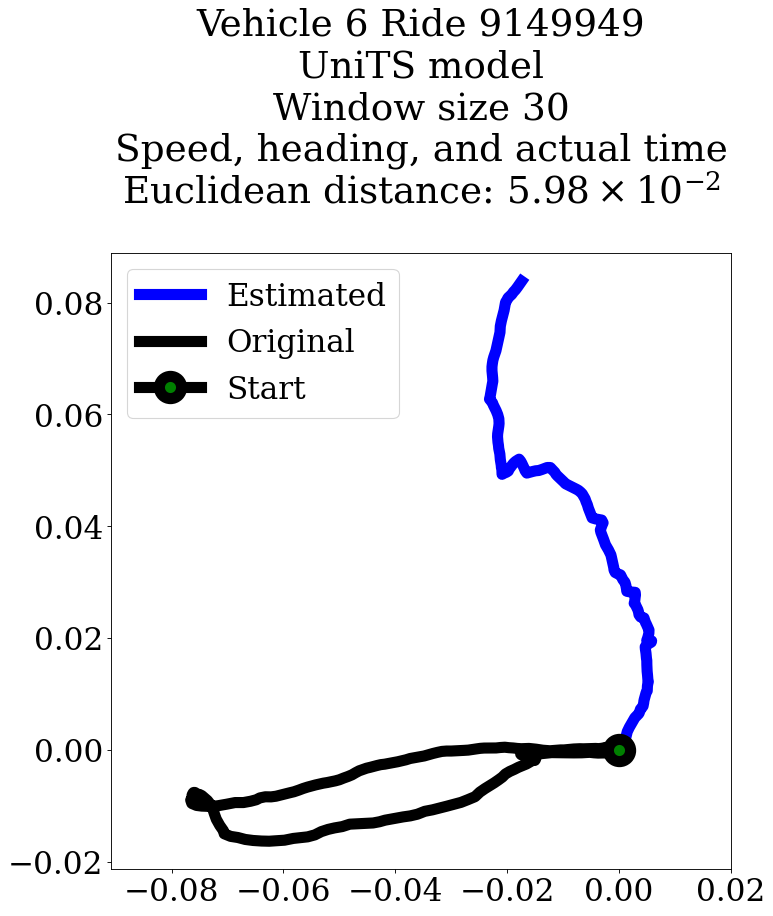 Vehicle 6 Ride 9149949
UniTS model
Window size 30
Speed, heading, and actual time
Euclidean distance: 5.98 × 10⁻²
Estimated
Original
Start
0.08
0.06
0.04
0.02
0.00
−0.02
−0.08 −0.06 −0.04 −0.02 0.00 0.02